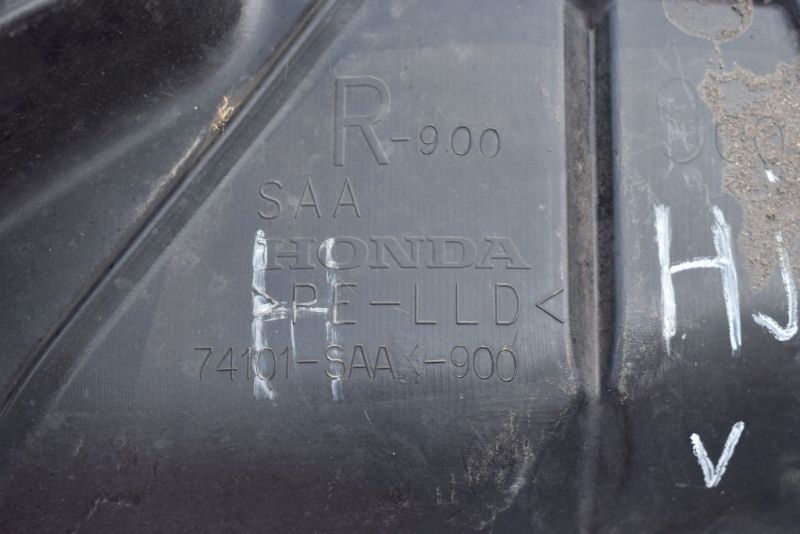 R-900
SAA
HONDA
>PE-LLD<
74101-SAA -900
H
HJ
V